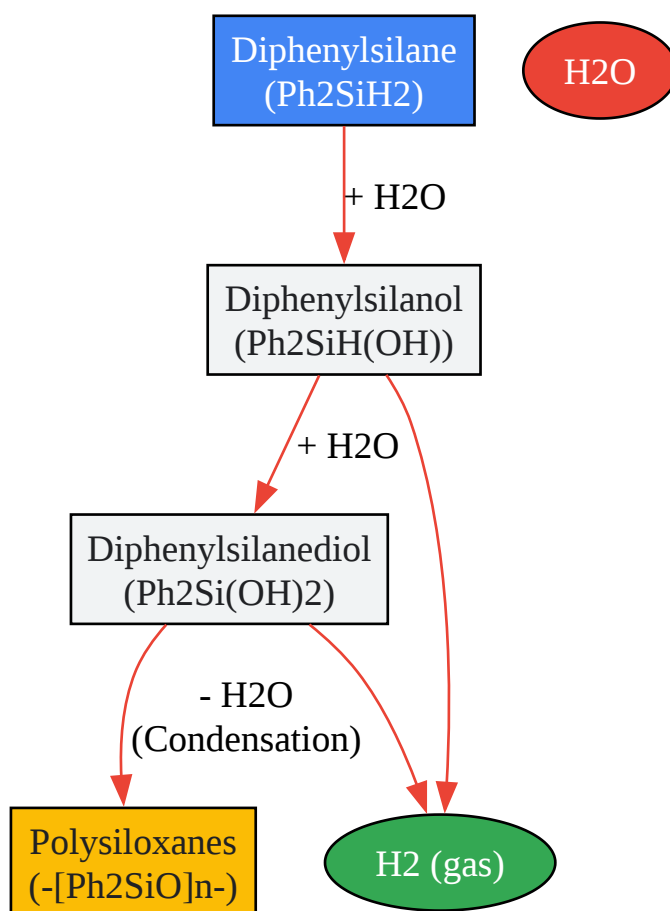 Diphenylsilane
(Ph2SiH2)
H2O
+ H2O
Diphenylsilanol
(Ph2SiH(OH))
+ H2O
Diphenylsilanediol
(Ph2Si(OH)2)
- H2O
(Condensation)
Polysiloxanes
(-[Ph2SiO]n-)
H2 (gas)